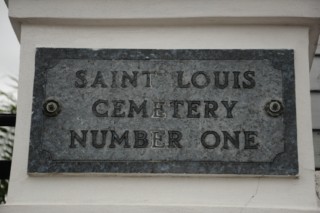 SAINT LOUIS
CEMETERY
NUMBER ONE